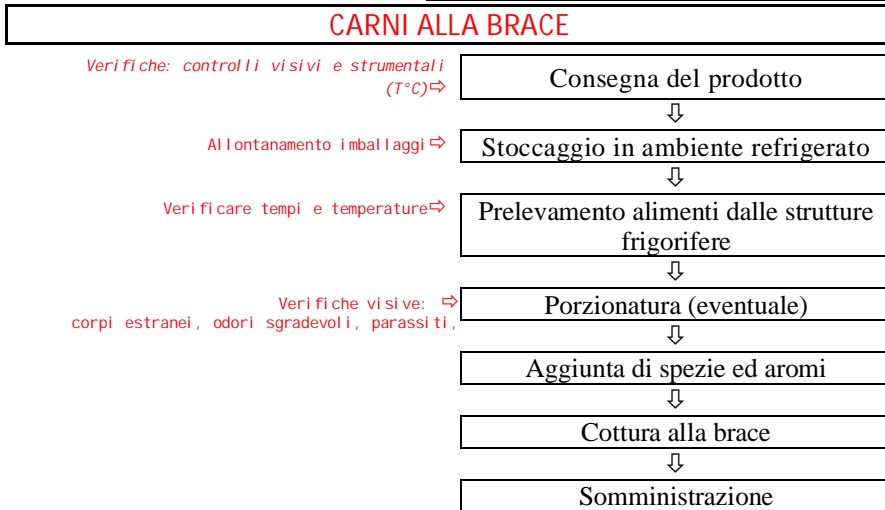 CARNI ALLA BRACE
Verifiche: controlli visivi e strumentali
(T°C)⇨
Consegna del prodotto
⇩
Allontanamento imballaggi⇨
Stoccaggio in ambiente refrigerato
⇩
Verificare tempi e temperature⇨
Prelevamento alimenti dalle strutture
frigorifere
⇩
Verifiche visive: ⇨
corpi estranei, odori sgradevoli, parassiti,
Porzionatura (eventuale)
⇩
Aggiunta di spezie ed aromi
⇩
Cottura alla brace
⇩
Somministrazione